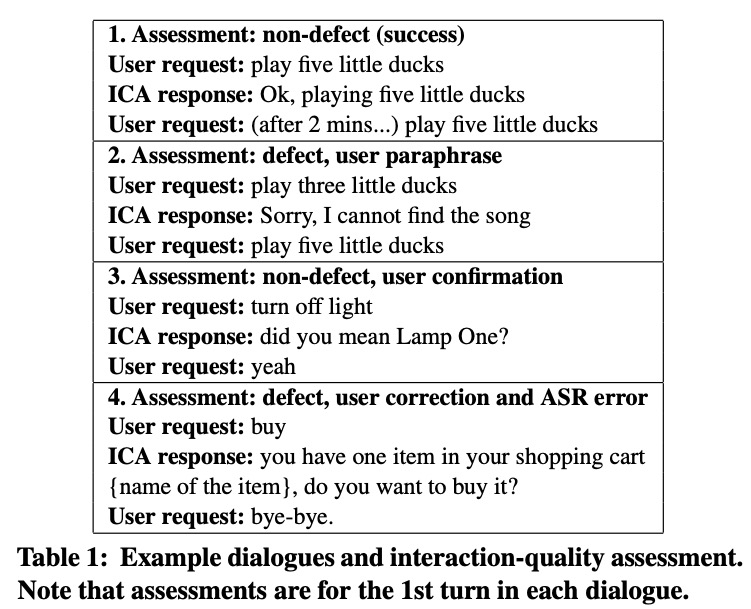 1. Assessment: non-defect (success)
User request: play five little ducks
ICA response: Ok, playing five little ducks
User request: (after 2 mins...) play five little ducks
2. Assessment: defect, user paraphrase
User request: play three little ducks
ICA response: Sorry, I cannot find the song
User request: play five little ducks
3. Assessment: non-defect, user confirmation
User request: turn off light
ICA response: did you mean Lamp One?
User request: yeah
4. Assessment: defect, user correction and ASR error
User request: buy
ICA response: you have one item in your shopping cart
{name of the item}, do you want to buy it?
User request: bye-bye.
Table 1: Example dialogues and interaction-quality assessment.
Note that assessments are for the 1st turn in each dialogue.